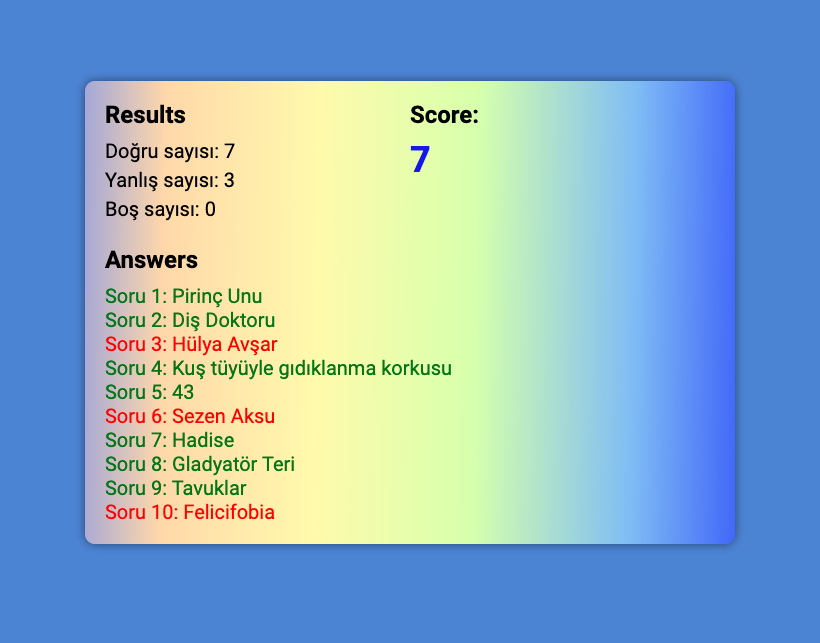 Results
Doğru sayısı: 7
Yanlış sayısı: 3
Boş sayısı: 0
Score:
7
Answers
Soru 1: Pirinç Unu
Soru 2: Diş Doktoru
Soru 3: Hülya Avşar
Soru 4: Kuş tüyüyle gıdıklanma korkusu
Soru 5: 43
Soru 6: Sezen Aksu
Soru 7: Hadise
Soru 8: Gladyatör Teri
Soru 9: Tavuklar
Soru 10: Felicifobia